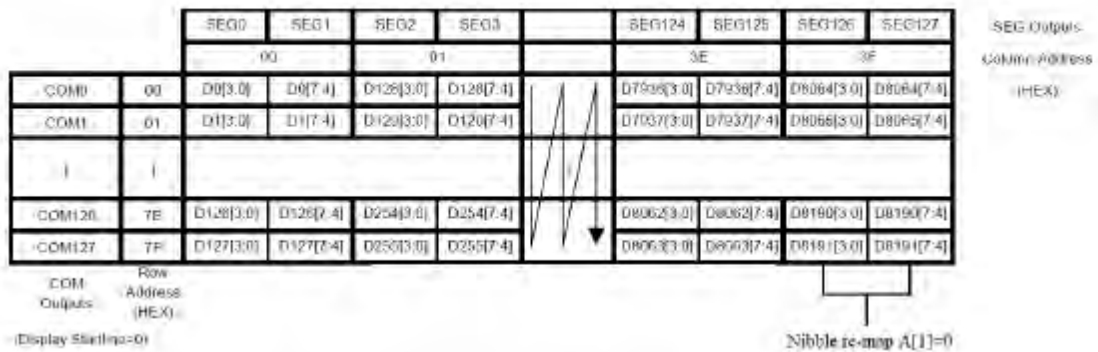 SEG0 SEG1 SEG2 SEG3 SEG124 SEG125 SEG126 SEG127 SEG Outputs
00 01 3E 3F Column Address
COM0 00 D0[3:0] D0[7:4] D128[3:0] D128[7:4] D7936[3:0] D7936[7:4] D8064[3:0] D8064[7:4] (HEX)
COM1 01 D1[3:0] D1[7:4] D129[3:0] D129[7:4] D7937[3:0] D7937[7:4] D8065[3:0] D8065[7:4]
| | |
COM126 7E D126[3:0] D126[7:4] D254[3:0] D254[7:4] D8062[3:0] D8062[7:4] D8190[3:0] D8190[7:4]
COM127 7F D127[3:0] D127[7:4] D255[3:0] D255[7:4] D8063[3:0] D8063[7:4] D8191[3:0] D8191[7:4]
COM Outputs
Row Address (HEX)
(Display Startline=0)
Nibble re-map A[1]=0